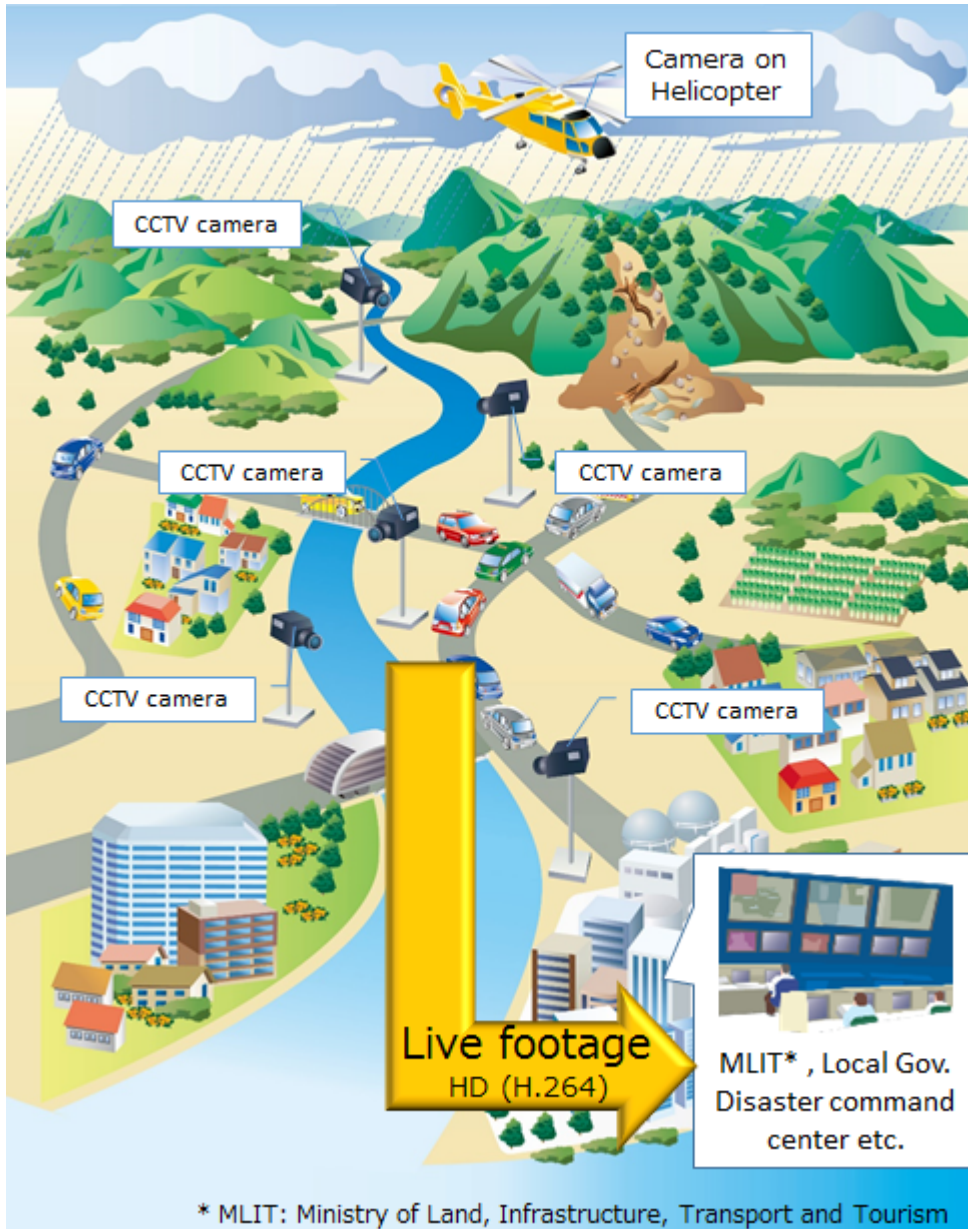 Camera on
Helicopter
CCTV camera
CCTV camera
CCTV camera
CCTV camera
CCTV camera
Live footage
HD (H.264)
MLIT* , Local Gov.
Disaster command
center etc.
* MLIT: Ministry of Land, Infrastructure, Transport and Tourism